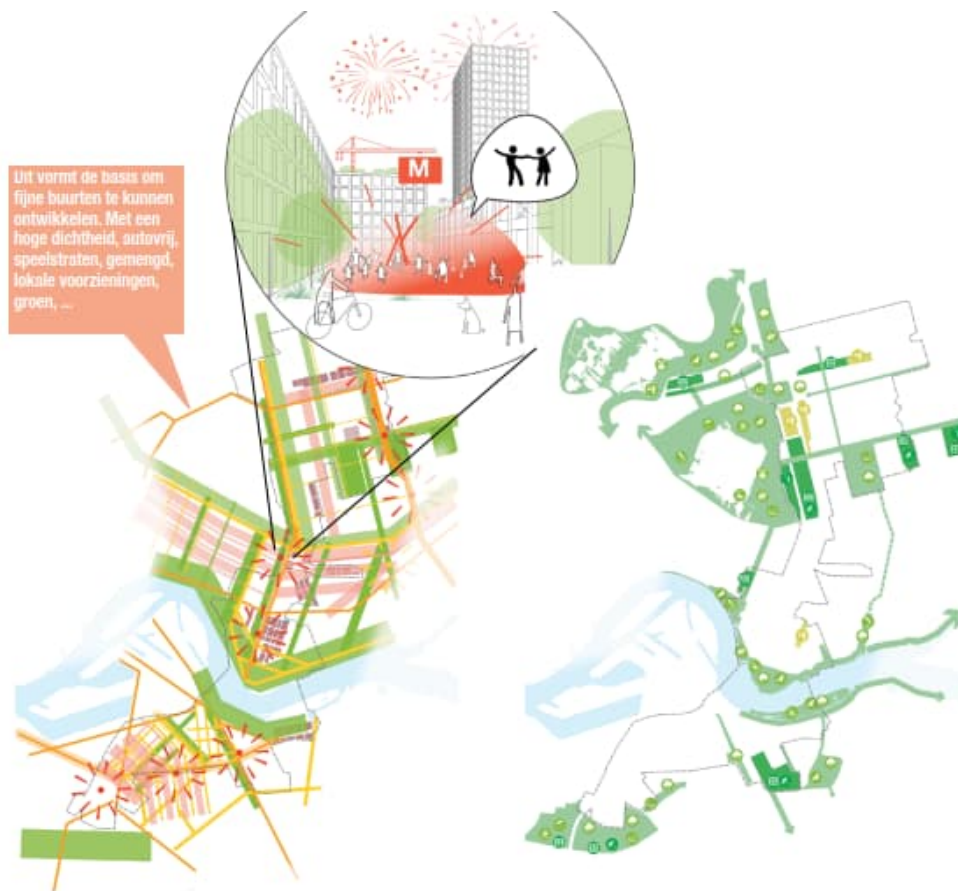 Dit vormt de basis om
fijne buurten te kunnen
ontwikkelen. Met een
hoge dichtheid, autovrij,
speelstraten, gemengd,
lokale voorzieningen,
groen, ...
M